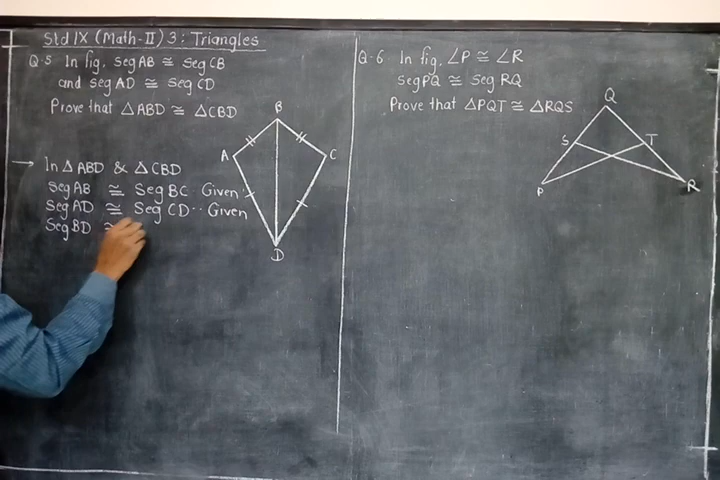 Std IX (Math-II) 3: Triangles
Q.5 In fig. seg AB ≅ seg CB
and seg AD ≅ seg CD
Prove that △ABD ≅ △CBD
B
A
C
D
→ In △ABD & △CBD
seg AB ≅ seg BC Given
seg AD ≅ seg CD .. Given
seg BD ≅
Q.6 In fig. ∠P ≅ ∠R
seg PQ ≅ seg RQ
Prove that △PQT ≅ △RQS
Q
S
T
P
R